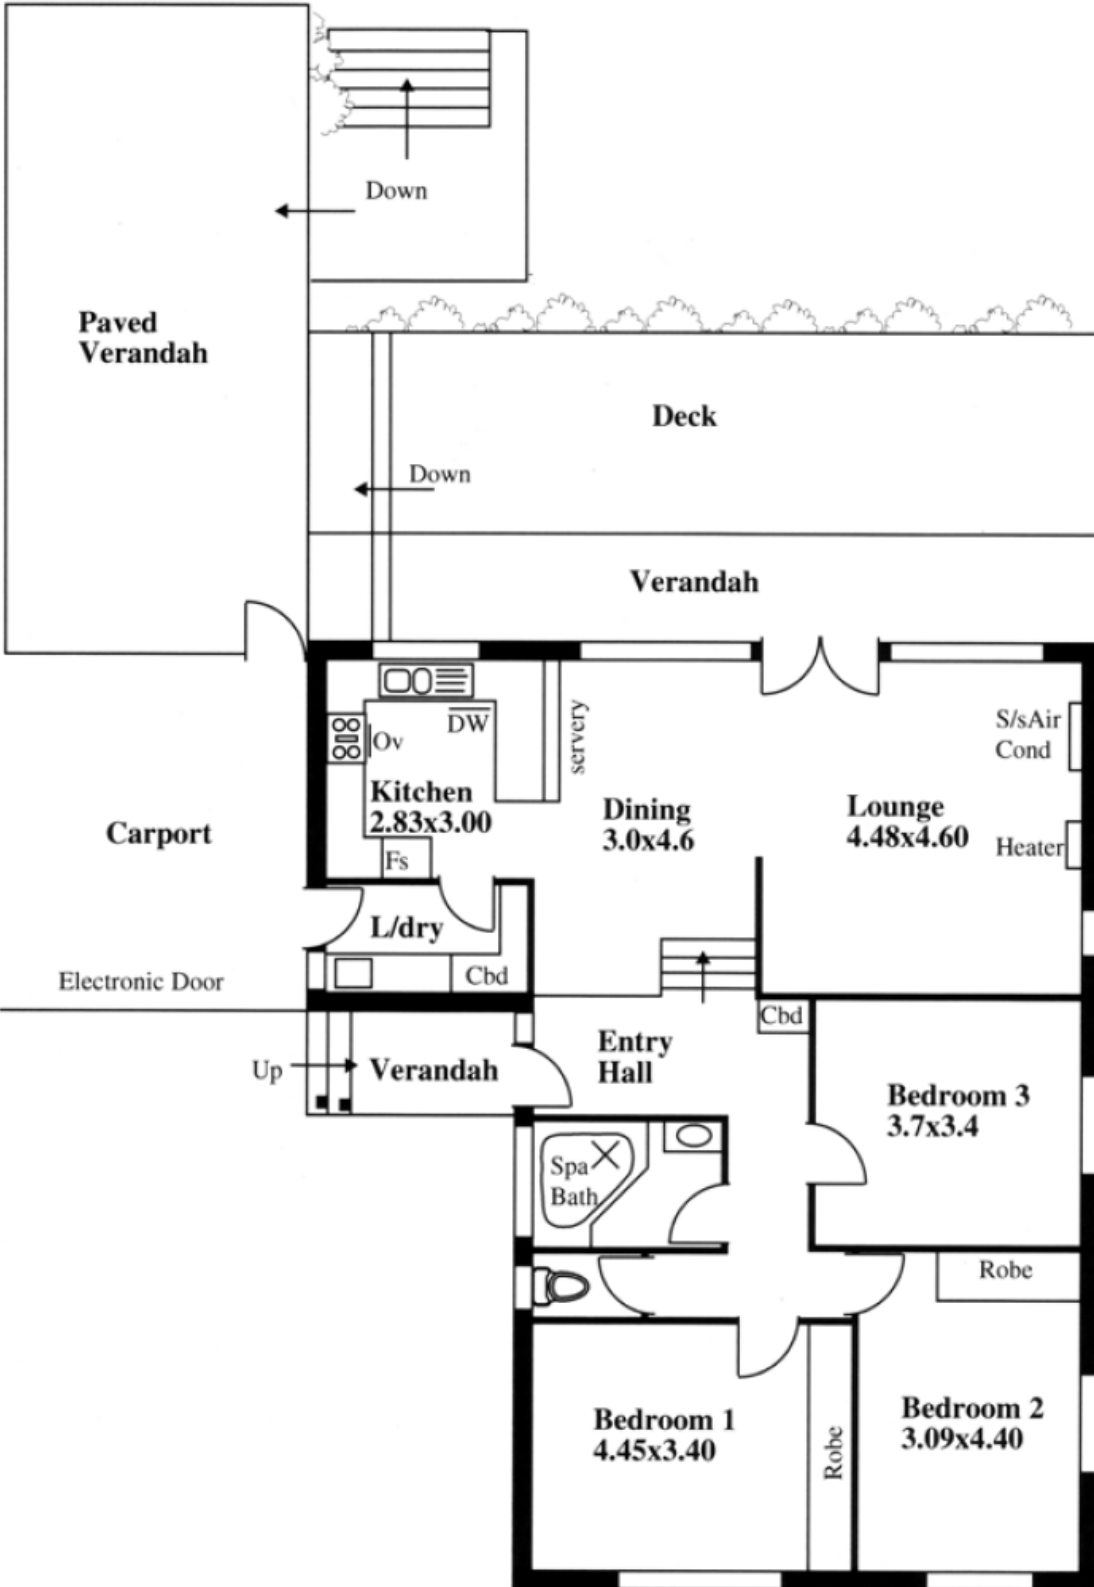 Down
Paved
Verandah
Deck
Down
Verandah
DW
Ov
servery
S/sAir
Cond
Kitchen
2.83x3.00
Dining
3.0x4.6
Lounge
4.48x4.60
Carport
Heater
Fs
L/dry
Electronic Door
Cbd
Cbd
Up
Verandah
Entry
Hall
Bedroom 3
3.7x3.4
Spa
Bath
Robe
Bedroom 1
4.45x3.40
Robe
Bedroom 2
3.09x4.40